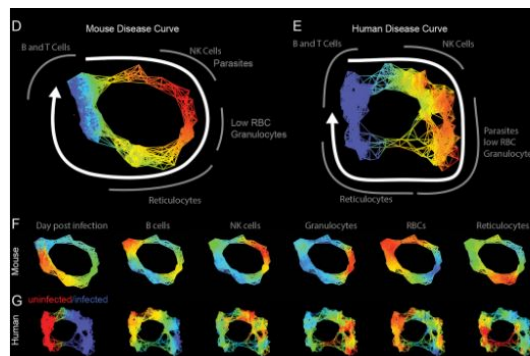 D
Mouse Disease Curve
B and T Cells
NK Cells
Parasites
Low RBC
Granulocytes
Reticulocytes
E
Human Disease Curve
B and T Cells
NK Cells
Parasites
low RBC
Granulocytes
Reticulocytes
F
Mouse
Day post infection
B cells
NK cells
Granulocytes
RBCs
Reticulocytes
G
Human
uninfected/infected